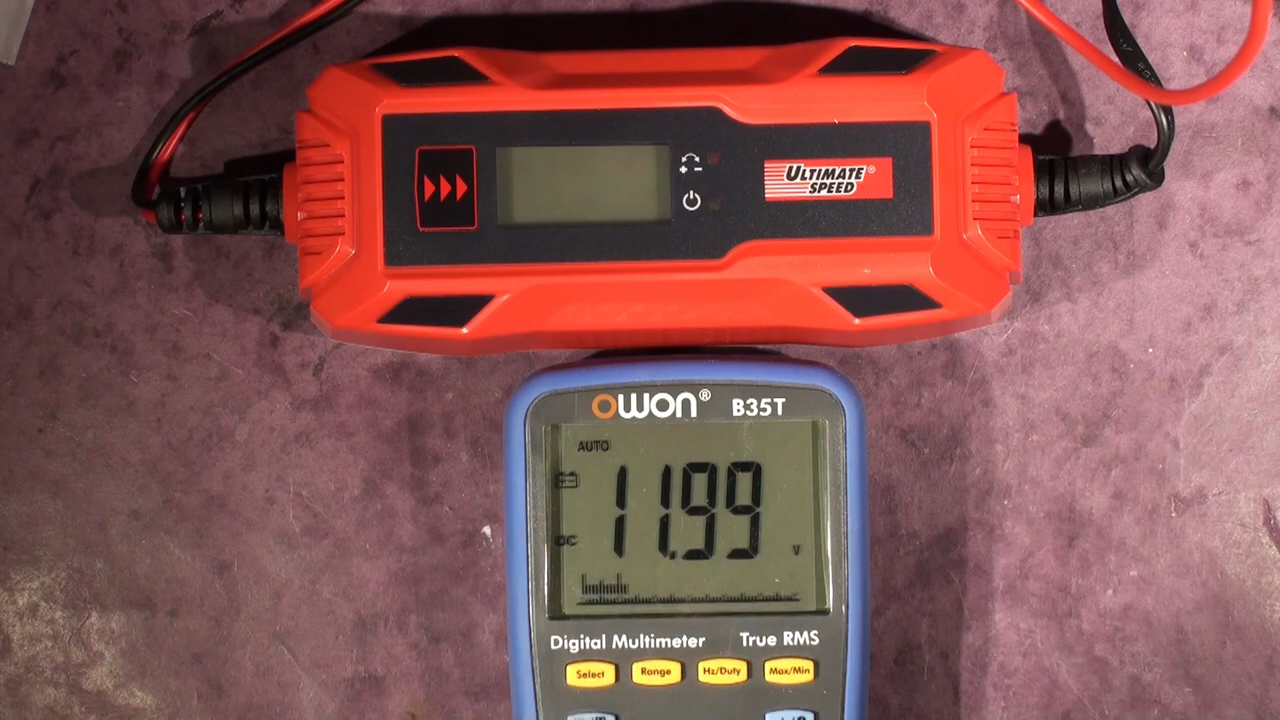 ULTIMATE ®
SPEED
OWON® B35T
AUTO
DC
11.99
V
Digital Multimeter True RMS
Select Range Hz/Duty Max/Min